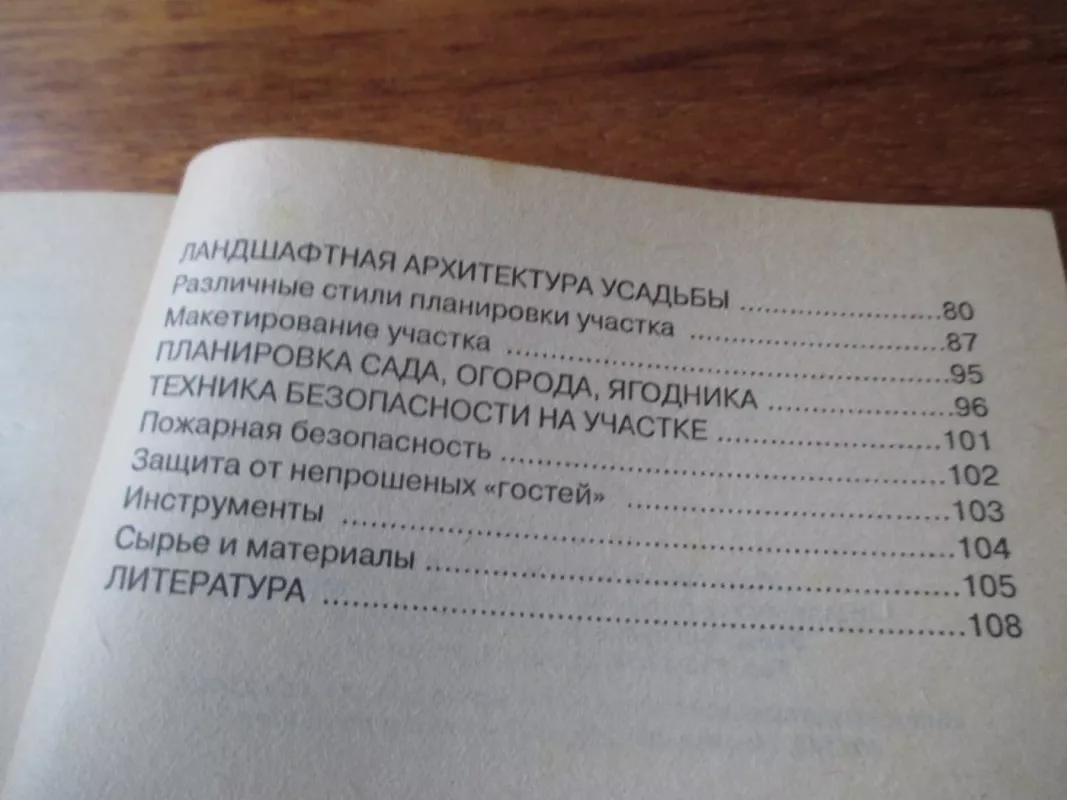 ЛАНДШАФТНАЯ АРХИТЕКТУРА УСАДЬБЫ ........................80
Различные стили планировки участка ..............................87
Макетирование участка ....................................................95
ПЛАНИРОВКА САДА, ОГОРОДА, ЯГОДНИКА ......................96
ТЕХНИКА БЕЗОПАСНОСТИ НА УЧАСТКЕ ...........................101
Пожарная безопасность ...................................................102
Защита от непрошеных «гостей» .....................................103
Инструменты .....................................................................104
Сырье и материалы ..........................................................105
ЛИТЕРАТУРА ......................................................................108